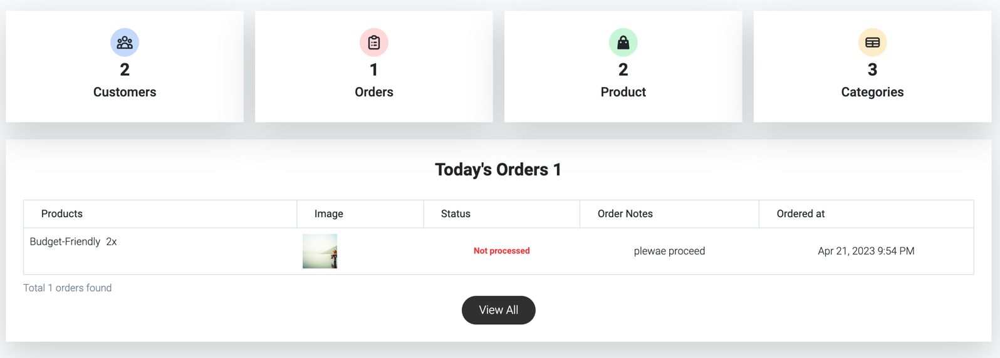 2
Customers
1
Orders
2
Product
3
Categories
Today's Orders 1
Products Image Status Order Notes Ordered at
Budget-Friendly 2x Not processed plewae proceed Apr 21, 2023 9:54 PM
Total 1 orders found
View All